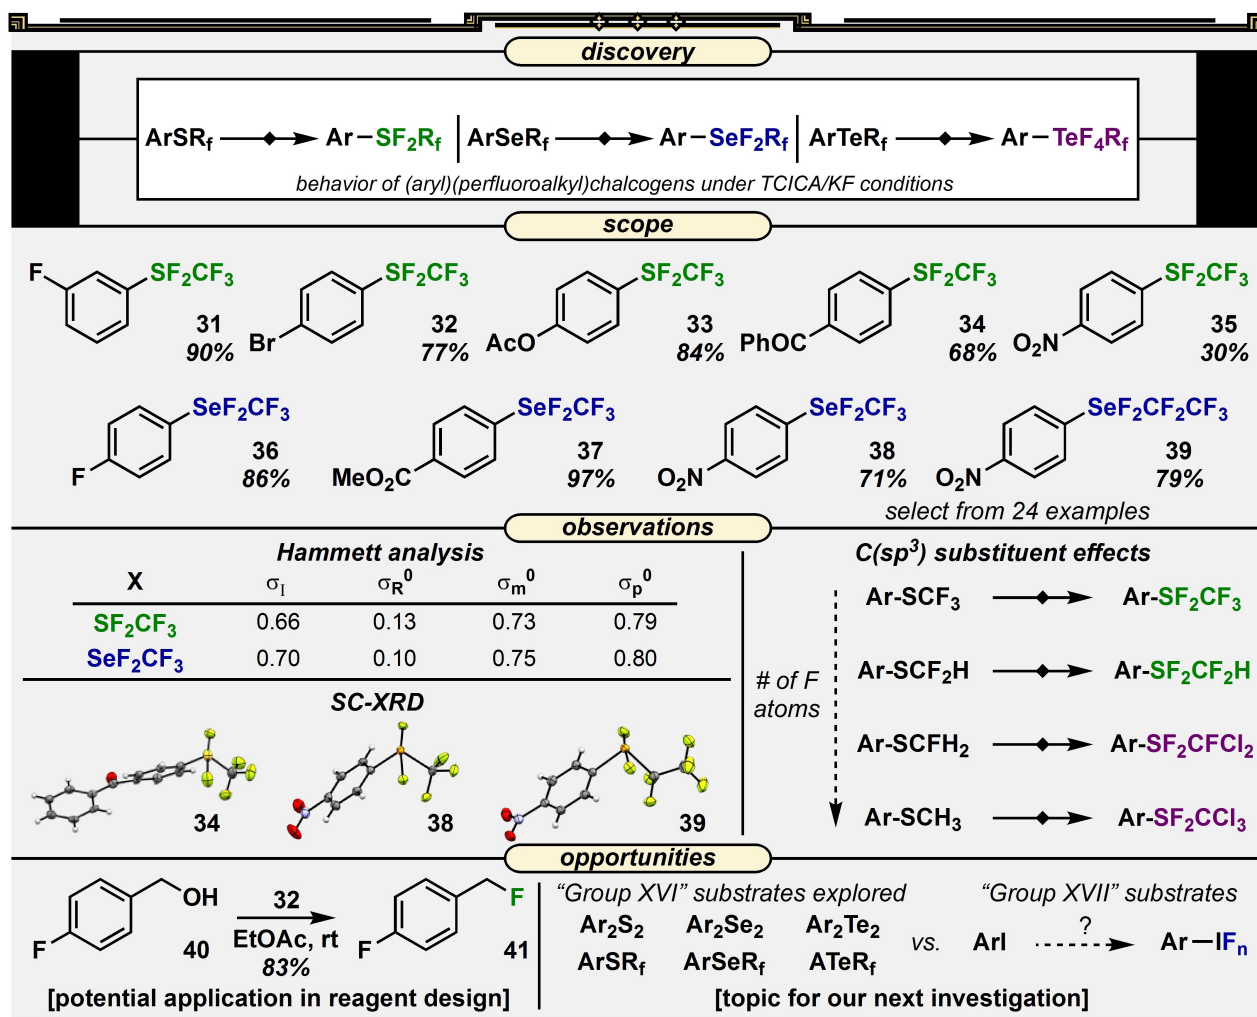 discovery
ArSRf Ar–SF2Rf ArSeRf Ar–SeF2Rf ArTeRf Ar–TeF4Rf
behavior of (aryl)(perfluoroalkyl)chalcogens under TCICA/KF conditions
scope
F SF2CF3 31 90%
Br SF2CF3 32 77%
AcO SF2CF3 33 84%
PhOC SF2CF3 34 68%
O2N SF2CF3 35 30%
F SeF2CF3 36 86%
MeO2C SeF2CF3 37 97%
O2N SeF2CF3 38 71%
O2N SeF2CF2CF3 39 79%
select from 24 examples
observations
Hammett analysis
X σI σR0 σm0 σp0
SF2CF3 0.66 0.13 0.73 0.79
SeF2CF3 0.70 0.10 0.75 0.80
SC-XRD
34 38 39
C(sp3) substituent effects
# of F
atoms
Ar-SCF3 Ar-SF2CF3
Ar-SCF2H Ar-SF2CF2H
Ar-SCFH2 Ar-SF2CFCl2
Ar-SCH3 Ar-SF2CCl3
opportunities
OH F 40
32
EtOAc, rt
83%
F F 41
[potential application in reagent design]
“Group XVI” substrates explored
Ar2S2 Ar2Se2 Ar2Te2
ArSRf ArSeRf ATeRf
vs.
“Group XVII” substrates
?
ArI Ar–IFn
[topic for our next investigation]